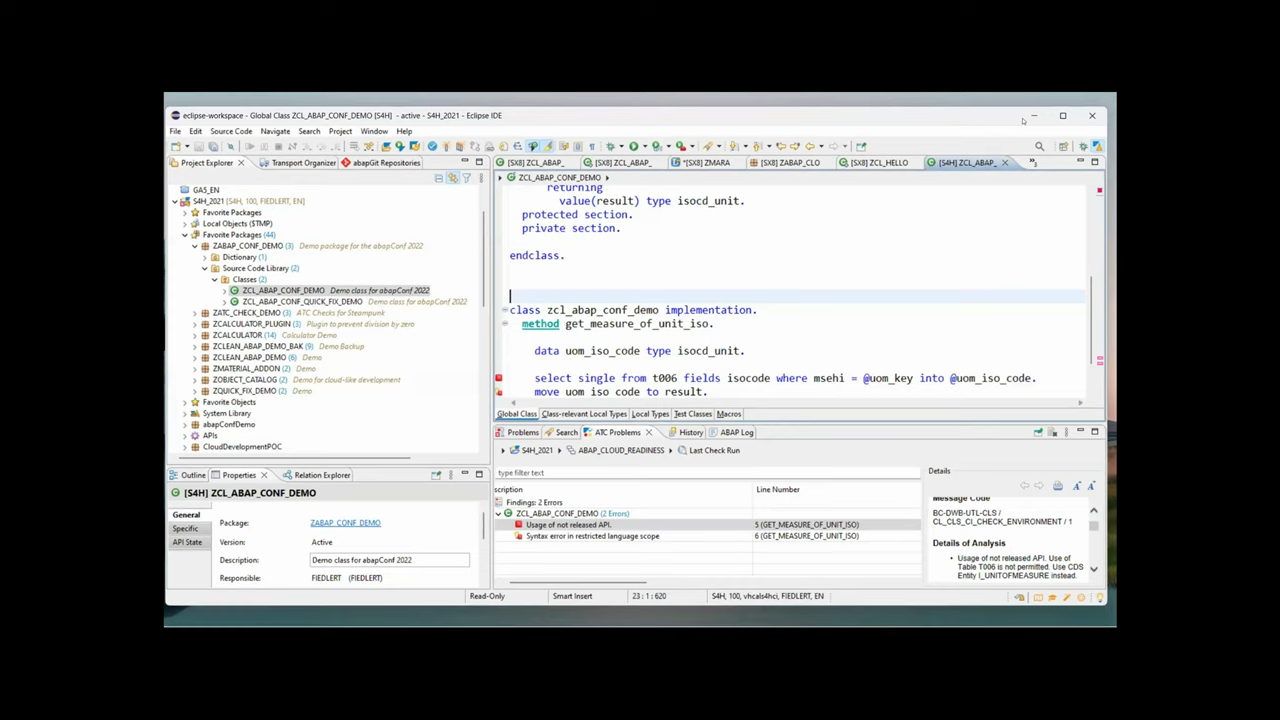 eclipse-workspace - Global Class ZCL_ABAP_CONF_DEMO [S4H] - active - S4H_2021 - Eclipse IDE
File Edit Source Code Navigate Search Project Window Help
Project Explorer Transport Organizer abapGit Repositories
[SX8] ZCL_ABAP_ [SX8] ZCL_ABAP_ *[SX8] ZMARA [SX8] ZABAP_CLO [SX8] ZCL_HELLO [S4H] ZCL_ABAP_
GA5_EN
S4H_2021 [S4H, 100, FIEDLERT, EN]
Favorite Packages
Local Objects ($TMP)
Favorite Packages (44)
ZABAP_CONF_DEMO (3) Demo package for the abapConf 2022
Dictionary (1)
Source Code Library (2)
Classes (2)
ZCL_ABAP_CONF_DEMO Demo class for abapConf 2022
ZCL_ABAP_CONF_QUICK_FIX_DEMO Demo class for abapConf 2022
ZATC_CHECK_DEMO (3) ATC Checks for Steampunk
ZCALCULATOR_PLUGIN (3) Plugin to prevent division by zero
ZCALCULATOR (14) Calculator Demo
ZCLEAN_ABAP_DEMO_BAK (9) Demo Backup
ZCLEAN_ABAP_DEMO (6) Demo
ZMATERIAL_ADDON (2) Demo
ZOBJECT_CATALOG (2) Demo for cloud-like development
ZQUICK_FIX_DEMO (2) Demo
Favorite Objects
System Library
abapConfDemo
APIs
CloudDevelopmentPOC
ZCL_ABAP_CONF_DEMO
returning
value(result) type isocd_unit.
protected section.
private section.
endclass.
class zcl_abap_conf_demo implementation.
method get_measure_of_unit_iso.
data uom_iso_code type isocd_unit.
select single from t006 fields isocode where msehi = @uom_key into @uom_iso_code.
move uom iso code to result.
Global Class Class-relevant Local Types Local Types Test Classes Macros
Outline Properties Relation Explorer
[S4H] ZCL_ABAP_CONF_DEMO
General
Specific
API State
Package: ZABAP_CONF_DEMO
Version: Active
Description: Demo class for abapConf 2022
Responsible: FIEDLERT (FIEDLERT)
Problems Search ATC Problems History ABAP Log
S4H_2021 ABAP_CLOUD_READINESS Last Check Run
type filter text
scription Line Number
Findings: 2 Errors
ZCL_ABAP_CONF_DEMO (2 Errors)
Usage of not released API. 5 (GET_MEASURE_OF_UNIT_ISO)
Syntax error in restricted language scope 6 (GET_MEASURE_OF_UNIT_ISO)
Details
Message Code
BC-DWB-UTL-CLS /
CL_CLS_CI_CHECK_ENVIRONMENT / 1
Details of Analysis
• Usage of not released API. Use of
Table T006 is not permitted. Use CDS
Entity I_UNITOFMEASURE instead.
Read-Only Smart Insert 23 : 1 : 620 S4H, 100, vhcals4hci, FIEDLERT, EN